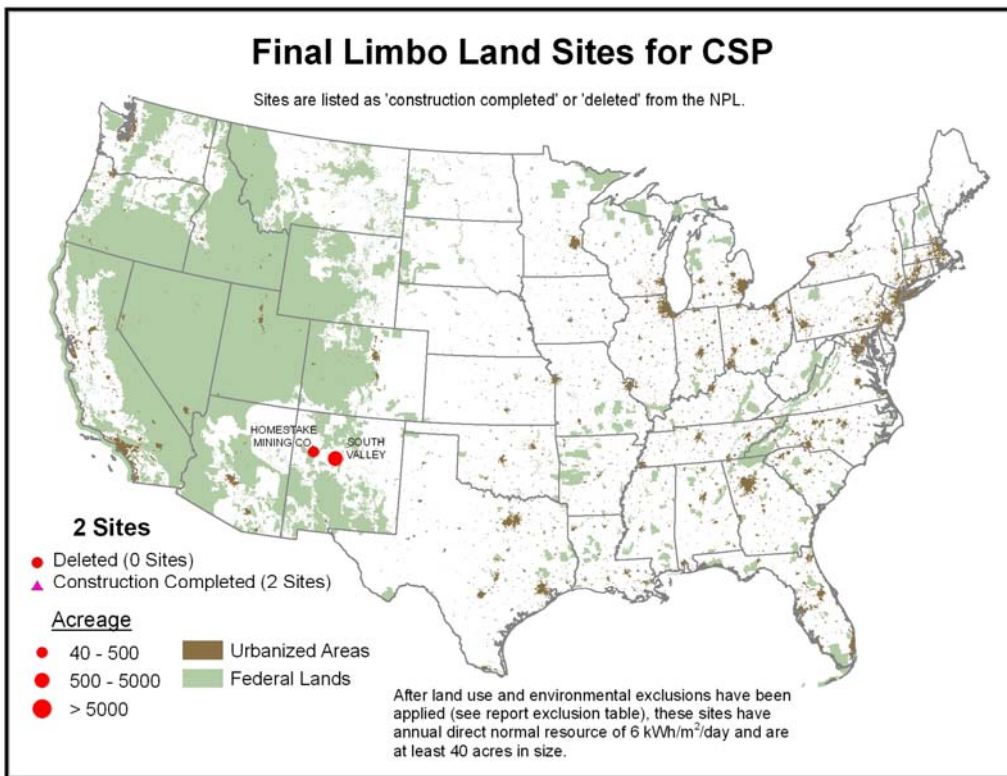 Final Limbo Land Sites for CSP
Sites are listed as 'construction completed' or 'deleted' from the NPL.
HOMESTAKE
MINING CO.
SOUTH
VALLEY
2 Sites
Deleted (0 Sites)
Construction Completed (2 Sites)
Acreage
40 - 500
500 - 5000
> 5000
Urbanized Areas
Federal Lands
After land use and environmental exclusions have been
applied (see report exclusion table), these sites have
annual direct normal resource of 6 kWh/m²/day and are
at least 40 acres in size.